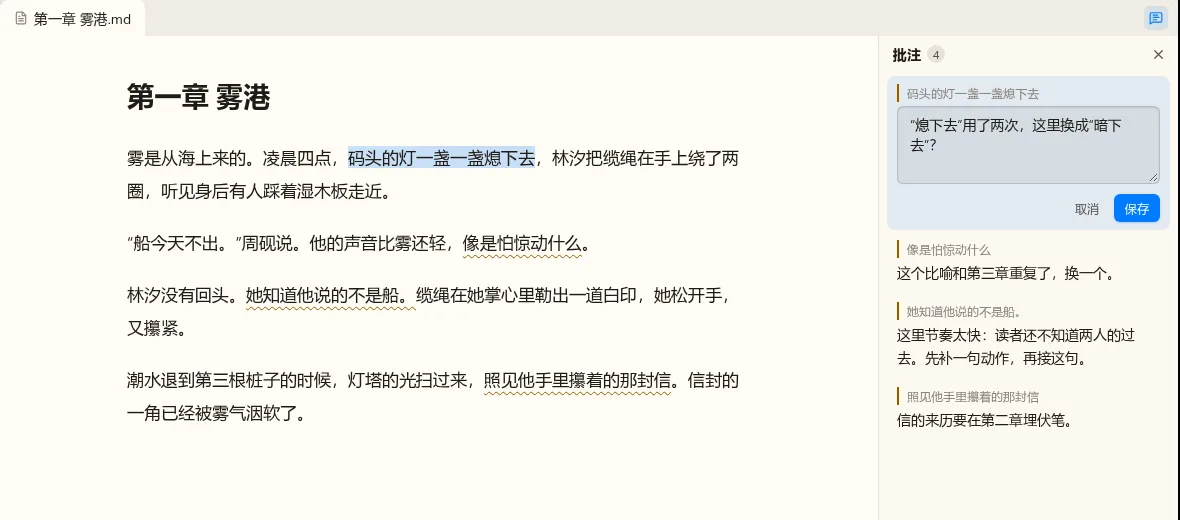 第一章 雾港.md
第一章 雾港
雾是从海上来的。凌晨四点，码头的灯一盏一盏熄下去，林汐把缆绳在手上绕了两
圈，听见身后有人踩着湿木板走近。
“船今天不出。”周砚说。他的声音比雾还轻，像是怕惊动什么。
林汐没有回头。她知道他说的不是船。缆绳在她掌心里勒出一道白印，她松开手，
又攥紧。
潮水退到第三根桩子的时候，灯塔的光扫过来，照见他手里攥着的那封信。信封的
一角已经被雾气洇软了。
批注 4
码头的灯一盏一盏熄下去
“熄下去”用了两次，这里换成“暗下
去”？
取消 保存
像是怕惊动什么
这个比喻和第三章重复了，换一个。
她知道他说的不是船。
这里节奏太快：读者还不知道两人的过
去。先补一句动作，再接这句。
照见他手里攥着的那封信
信的来历要在第二章埋伏笔。